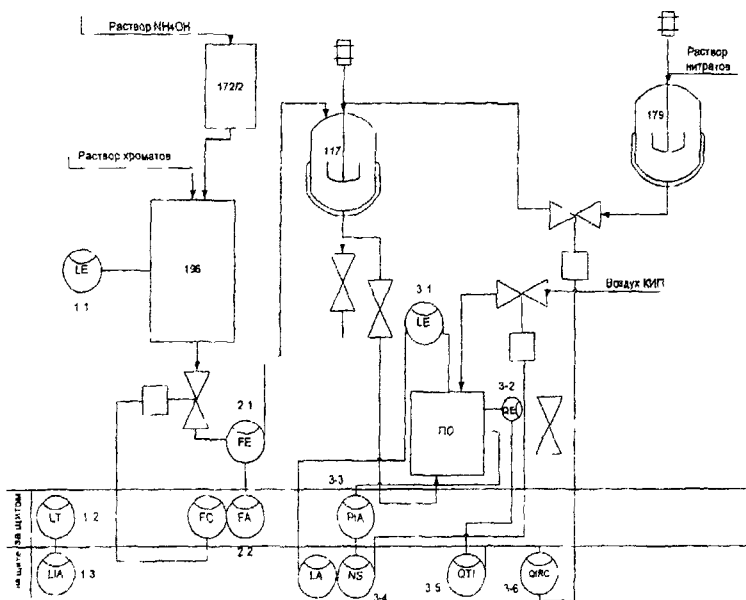 Раствор NH4OH
172/2
Раствор нитратов
179
117
Раствор хроматов
196
LE
1.1
3-1
LE
Воздух КИП
2.1
FE
3-2
QE
ПО
3-3
за щитом
LT
1.2
FC
FA
PIA
2.2
на щите
LIA
1.3
LA
NS
3-4
3.5
QTI
3-6
QIRC